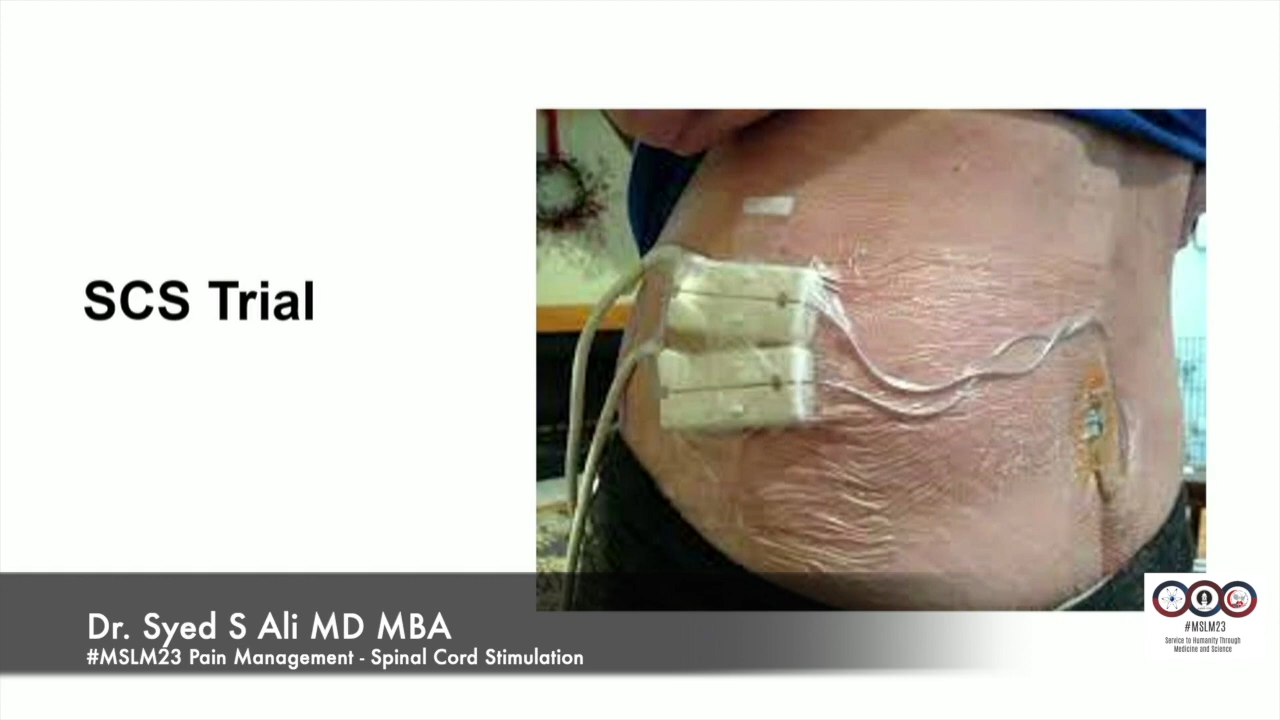 SCS Trial
Dr. Syed S Ali MD MBA
#MSLM23 Pain Management - Spinal Cord Stimulation
#MSLM23
Service to Humanity Through
Medicine and Science